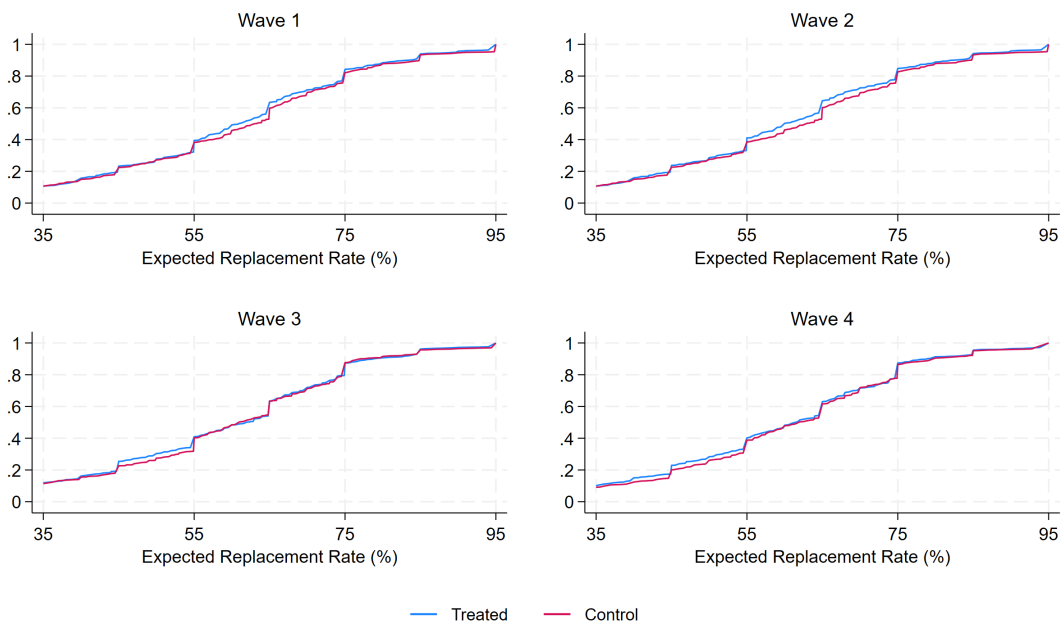 Wave 1
1
.8
.6
.4
.2
0
35 55 75 95
Expected Replacement Rate (%)
Wave 2
1
.8
.6
.4
.2
0
35 55 75 95
Expected Replacement Rate (%)
Wave 3
1
.8
.6
.4
.2
0
35 55 75 95
Expected Replacement Rate (%)
Wave 4
1
.8
.6
.4
.2
0
35 55 75 95
Expected Replacement Rate (%)
Treated Control